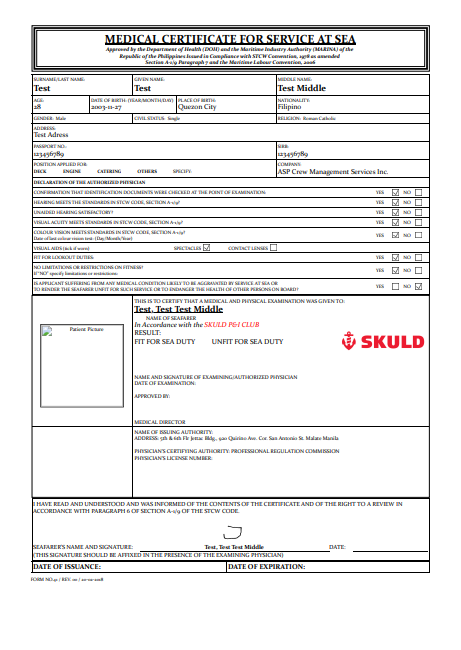 MEDICAL CERTIFICATE FOR SERVICE AT SEA
Approved by the Department of Health (DOH) and the Maritime Industry Authority (MARINA) of the
Republic of the Philippines Issued in Compliance with STCW Convention, 1978 as amended
Section A-1/9 Paragraph 7 and the Maritime Labour Convention, 2006
SURNAME/LAST NAME: GIVEN NAME: MIDDLE NAME:
Test Test Test Middle
AGE: DATE OF BIRTH: (YEAR/MONTH/DAY) PLACE OF BIRTH: NATIONALITY:
28 2003-11-27 Quezon City Filipino
GENDER: Male CIVIL STATUS: Single RELIGION: Roman Catholic
ADDRESS:
Test Adress
PASSPORT NO.: SIRB:
123456789 123456789
POSITION APPLIED FOR: COMPANY:
DECK ENGINE CATERING OTHERS SPECIFY: ASP Crew Management Services Inc.
DECLARATION OF THE AUTHORIZED PHYSICIAN
CONFIRMATION THAT IDENTIFICATION DOCUMENTS WERE CHECKED AT THE POINT OF EXAMINATION: YES NO
HEARING MEETS THE STANDARDS IN STCW CODE, SECTION A-1/9? YES NO
UNAIDED HEARING SATISFACTORY? YES NO
VISUAL ACUITY MEETS STANDARDS IN STCW CODE, SECTION A-1/9? YES NO
COLOUR VISION MEETS STANDARDS IN STCW CODE, SECTION A-1/9? YES NO
Date of last colour vision test: (Day/Month/Year)
VISUAL AIDS (tick if worn) SPECTACLES CONTACT LENSES
FIT FOR LOOKOUT DUTIES: YES NO
NO LIMITATIONS OR RESTRICTIONS ON FITNESS? YES NO
If "NO" specify limitations or restrictions:
IS APPLICANT SUFFERING FROM ANY MEDICAL CONDITION LIKELY TO BE AGGRAVATED BY SERVICE AT SEA OR
TO RENDER THE SEAFARER UNFIT FOR SUCH SERVICE OR TO ENDANGER THE HEALTH OF OTHER PERSONS ON BOARD? YES NO
THIS IS TO CERTIFY THAT A MEDICAL AND PHYSICAL EXAMINATION WAS GIVEN TO:
Test, Test Test Middle
NAME OF SEAFARER
In Accordance with the SKULD P&I CLUB
RESULT:
FIT FOR SEA DUTY UNFIT FOR SEA DUTY
SKULD
Patient Picture
NAME AND SIGNATURE OF EXAMINING/AUTHORIZED PHYSICIAN
DATE OF EXAMINATION:
APPROVED BY:
MEDICAL DIRECTOR
NAME OF ISSUING AUTHORITY:
ADDRESS: 5th & 6th Flr Jettac Bldg., 920 Quirino Ave. Cor. San Antonio St. Malate Manila
PHYSICIAN'S CERTIFYING AUTHORITY: PROFESSIONAL REGULATION COMMISSION
PHYSICIAN'S LICENSE NUMBER:
I HAVE READ AND UNDERSTOOD AND WAS INFORMED OF THE CONTENTS OF THE CERTIFICATE AND OF THE RIGHT TO A REVIEW IN
ACCORDANCE WITH PARAGRAPH 6 OF SECTION A-1/9 OF THE STCW CODE.
SEAFARER'S NAME AND SIGNATURE: Test, Test Test Middle DATE:
(THIS SIGNATURE SHOULD BE AFFIXED IN THE PRESENCE OF THE EXAMINING PHYSICIAN)
DATE OF ISSUANCE: DATE OF EXPIRATION:
FORM NO.41 / REV. 00 / 20-02-2018